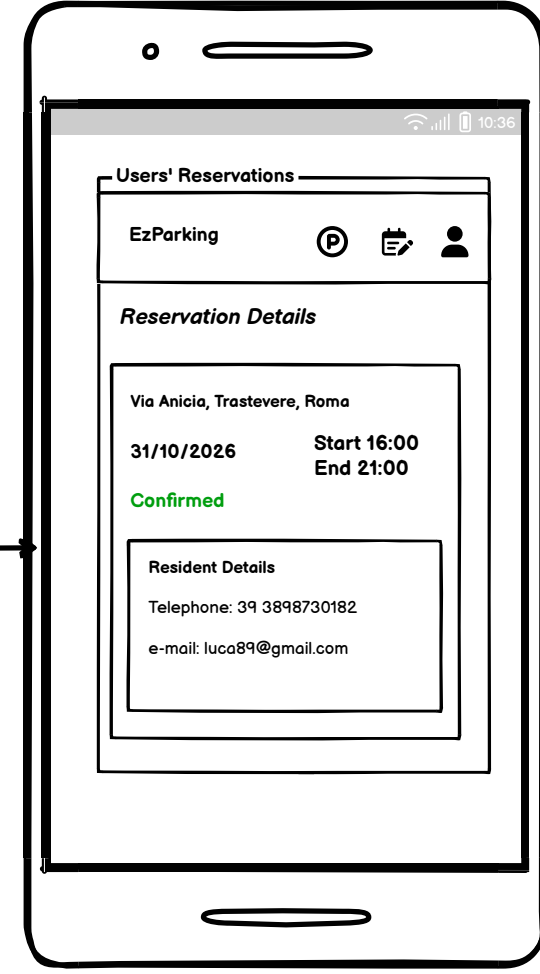 10:36
Users' Reservations
EzParking
P
Reservation Details
Via Anicia, Trastevere, Roma
31/10/2026
Start 16:00
End 21:00
Confirmed
Resident Details
Telephone: 39 3898730182
e-mail: luca89@gmail.com